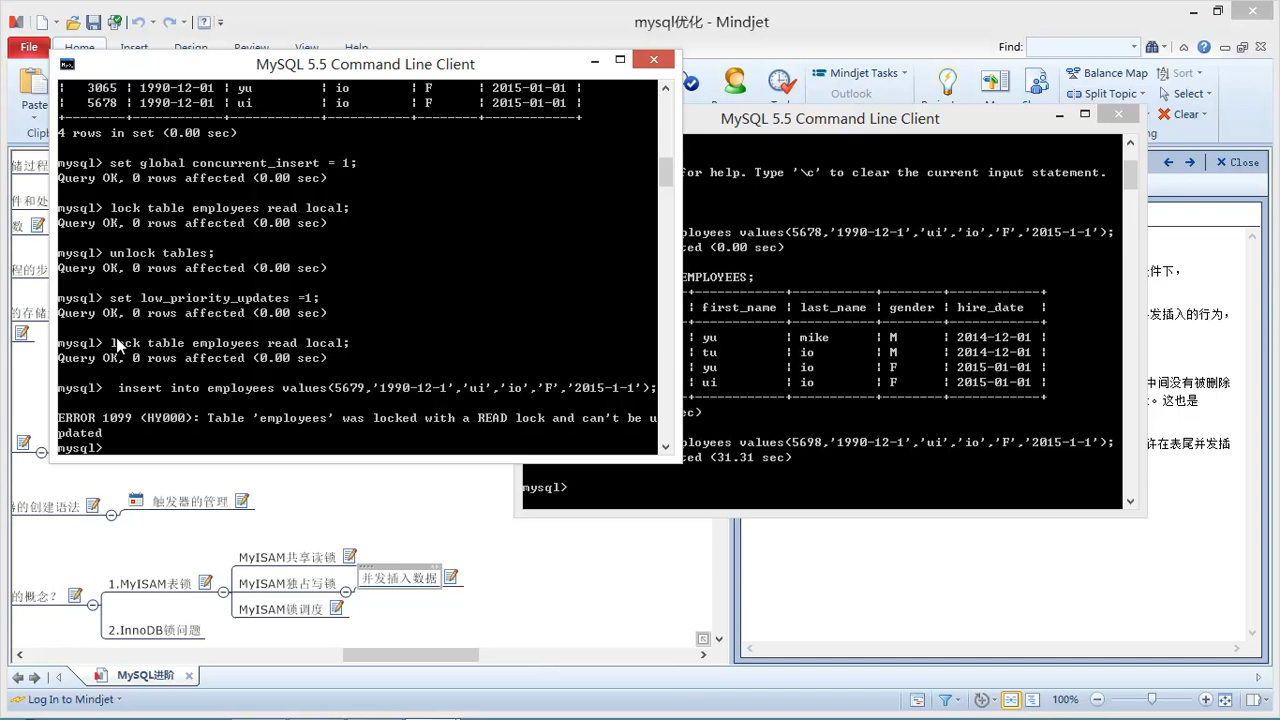 mysql优化 - Mindjet
File
Home
Insert
Design
Review
View
Help
Find:
Paste
Mindjet Tasks
Outlook
Balance Map
Split Topic
Sort
Select
Clear
Close
MySQL 5.5 Command Line Client
| 3065 | 1990-12-01 | yu | io | F | 2015-01-01 |
| 5678 | 1990-12-01 | ui | io | F | 2015-01-01 |
4 rows in set (0.00 sec)
mysql> set global concurrent_insert = 1;
Query OK, 0 rows affected (0.00 sec)
mysql> lock table employees read local;
Query OK, 0 rows affected (0.00 sec)
mysql> unlock tables;
Query OK, 0 rows affected (0.00 sec)
mysql> set low_priority_updates =1;
Query OK, 0 rows affected (0.00 sec)
mysql> lock table employees read local;
Query OK, 0 rows affected (0.00 sec)
mysql> insert into employees values(5679,'1990-12-1','ui','io','F','2015-1-1');
ERROR 1099 (HY000): Table 'employees' was locked with a READ lock and can't be u
pdated
mysql>
MySQL 5.5 Command Line Client
for help. Type '\c' to clear the current input statement.
ployees values(5678,'1990-12-1','ui','io','F','2015-1-1');
ted (0.00 sec)
EMPLOYEES;
| first_name | last_name | gender | hire_date |
| yu | mike | M | 2014-12-01 |
| tu | io | M | 2014-12-01 |
| yu | io | F | 2015-01-01 |
| ui | io | F | 2015-01-01 |
ec)
ployees values(5698,'1990-12-1','ui','io','F','2015-1-1');
ted (31.31 sec)
mysql>
储过程
件和处
数
程的步
的存储
件下，
发插入的行为，
中间没有被删除
。这也是
许在表尾并发插
器的创建语法
触发器的管理
的概念？
1.MyISAM表锁
MyISAM共享读锁
MyISAM独占写锁
并发插入数据
MyISAM锁调度
2.InnoDB锁问题
MySQL进阶
Log In to Mindjet
100%